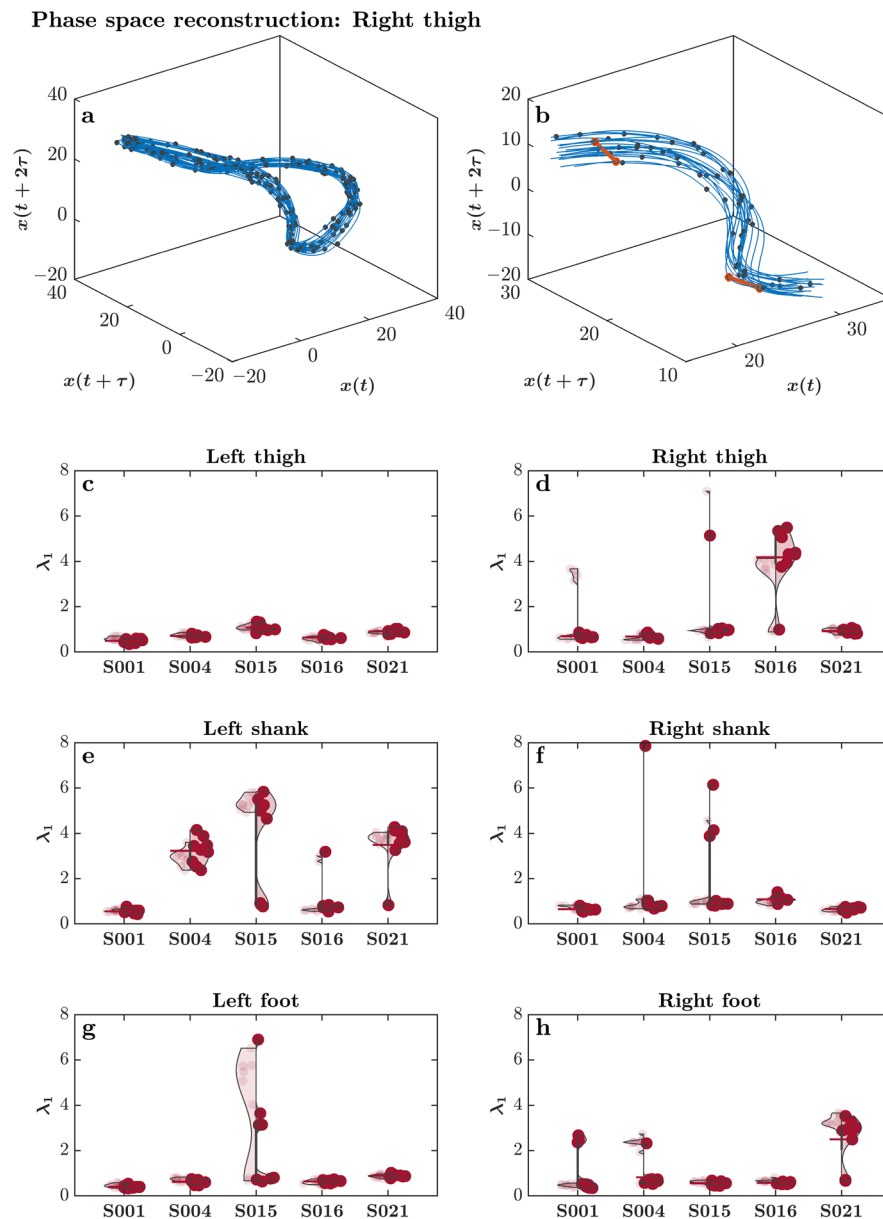 Phase space reconstruction: Right thigh
a
40
20
0
−20
x(t + 2τ)
40
20
0
−20
x(t + τ)
−20
0
20
40
x(t)
b
20
10
0
−10
−20
x(t + 2τ)
30
20
10
x(t + τ)
20
30
x(t)
Left thigh
c
8
6
4
2
0
λ₁
S001 S004 S015 S016 S021
Right thigh
d
8
6
4
2
0
λ₁
S001 S004 S015 S016 S021
Left shank
e
8
6
4
2
0
λ₁
S001 S004 S015 S016 S021
Right shank
f
8
6
4
2
0
λ₁
S001 S004 S015 S016 S021
Left foot
g
8
6
4
2
0
λ₁
S001 S004 S015 S016 S021
Right foot
h
8
6
4
2
0
λ₁
S001 S004 S015 S016 S021